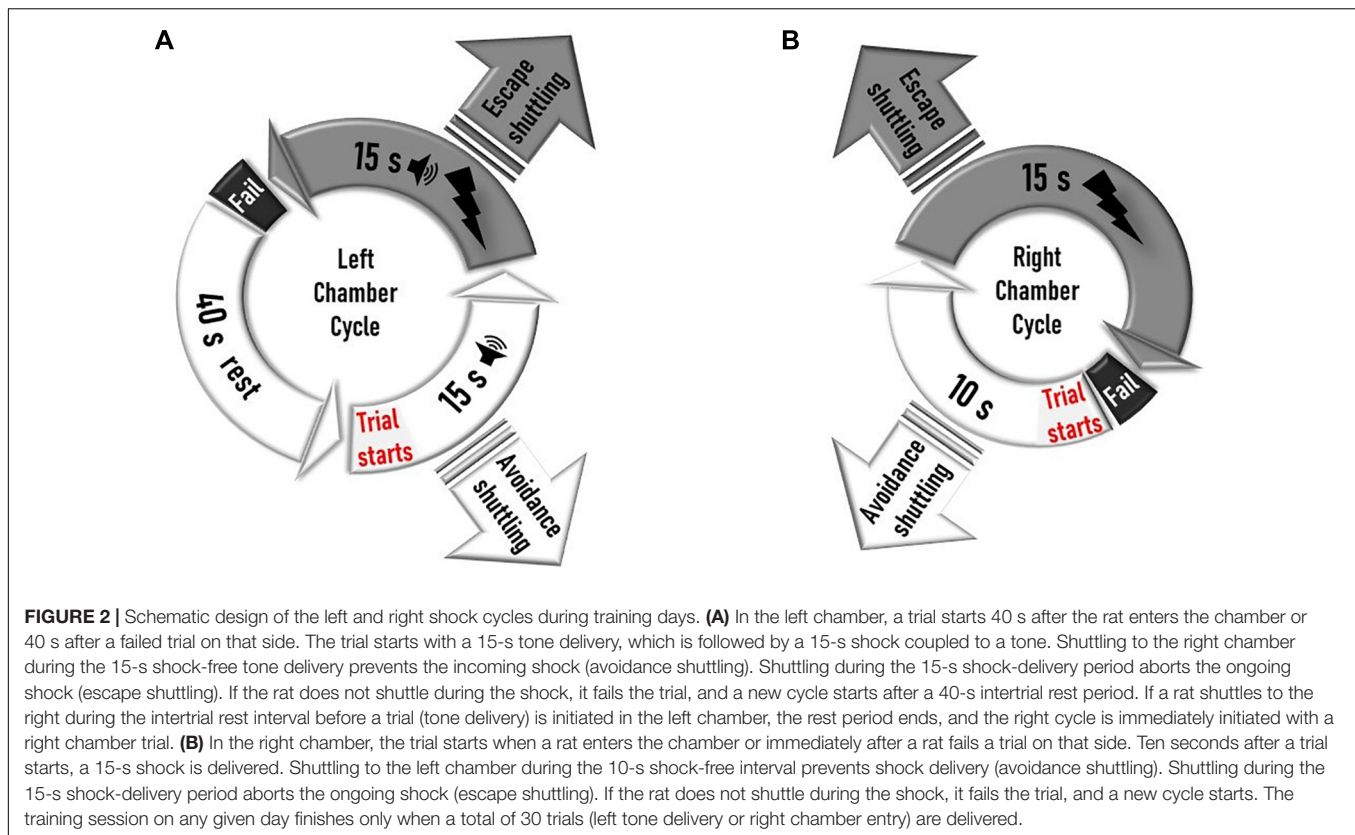 A
B
Escape
shuttling
Escape
shuttling
15 s
15 s
Fail
Left
Chamber
Cycle
Right
Chamber
Cycle
40 s rest
15 s
Trial
starts
10 s
Trial
starts
Fail
Avoidance
shuttling
Avoidance
shuttling
FIGURE 2 | Schematic design of the left and right shock cycles during training days. (A) In the left chamber, a trial starts 40 s after the rat enters the chamber or
40 s after a failed trial on that side. The trial starts with a 15-s tone delivery, which is followed by a 15-s shock coupled to a tone. Shuttling to the right chamber
during the 15-s shock-free tone delivery prevents the incoming shock (avoidance shuttling). Shuttling during the 15-s shock-delivery period aborts the ongoing
shock (escape shuttling). If the rat does not shuttle during the shock, it fails the trial, and a new cycle starts after a 40-s intertrial rest period. If a rat shuttles to the
right during the intertrial rest interval before a trial (tone delivery) is initiated in the left chamber, the rest period ends, and the right cycle is immediately initiated with a
right chamber trial. (B) In the right chamber, the trial starts when a rat enters the chamber or immediately after a rat fails a trial on that side. Ten seconds after a trial
starts, a 15-s shock is delivered. Shuttling to the left chamber during the 10-s shock-free interval prevents shock delivery (avoidance shuttling). Shuttling during the
15-s shock-delivery period aborts the ongoing shock (escape shuttling). If the rat does not shuttle during the shock, it fails the trial, and a new cycle starts. The
training session on any given day finishes only when a total of 30 trials (left tone delivery or right chamber entry) are delivered.